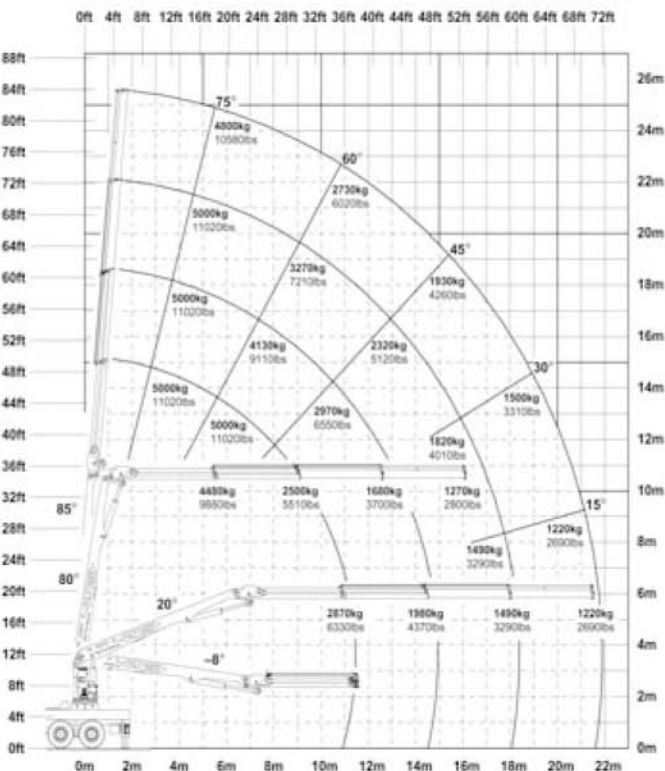 0ft 4ft 8ft 12ft 16ft 20ft 24ft 28ft 32ft 36ft 40ft 44ft 48ft 52ft 56ft 60ft 64ft 68ft 72ft
88ft
26m
84ft
75°
4800kg
10580lbs
80ft
24m
76ft
60°
2730kg
6020lbs
72ft
22m
5000kg
11020lbs
68ft
20m
64ft
45°
3270kg
7210lbs
1930kg
4260lbs
60ft
18m
5000kg
11020lbs
56ft
16m
4130kg
9110lbs
2320kg
5120lbs
52ft
48ft
30°
14m
5000kg
11020lbs
1500kg
3310lbs
44ft
2970kg
6550lbs
5000kg
11020lbs
40ft
12m
1820kg
4010lbs
36ft
32ft
4480kg
9880lbs
2500kg
5510lbs
1680kg
3700lbs
1270kg
2800lbs
10m
85°
15°
28ft
1220kg
2690lbs
8m
24ft
1490kg
3290lbs
80°
20ft
6m
20°
2870kg
6330lbs
1980kg
4370lbs
1490kg
3290lbs
1220kg
2690lbs
16ft
12ft
4m
-8°
8ft
2m
4ft
0ft
0m
0m 2m 4m 6m 8m 10m 12m 14m 16m 18m 20m 22m